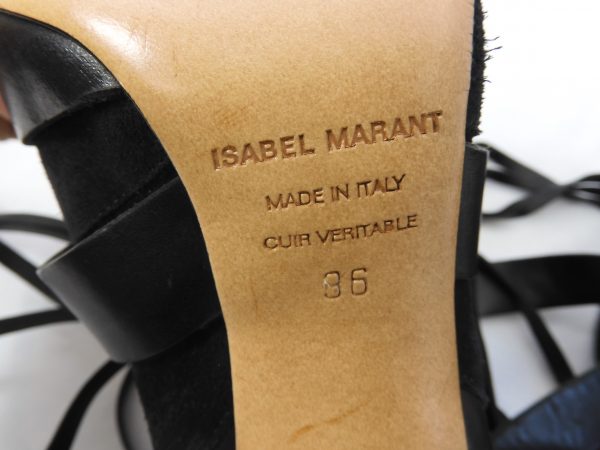 ISABEL MARANT
MADE IN ITALY
CUIR VERITABLE
36